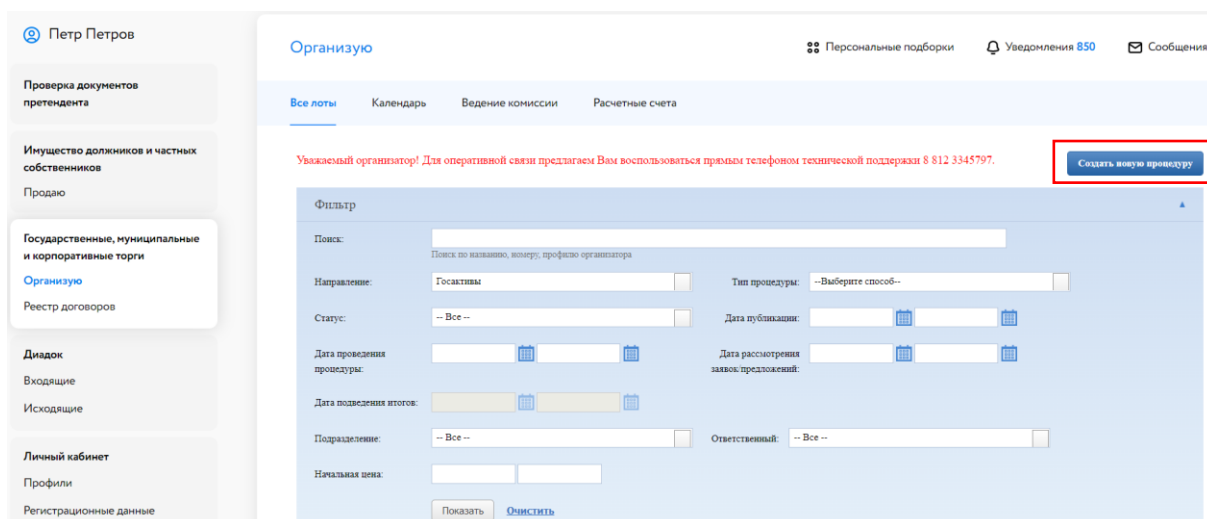 Петр Петров
Проверка документов
претендента
Имущество должников и частных
собственников
Продаю
Государственные, муниципальные
и корпоративные торги
Организую
Реестр договоров
Диадок
Входящие
Исходящие
Личный кабинет
Профили
Регистрационные данные
Организую
Персональные подборки
Уведомления 850
Сообщения
Все лоты Календарь Ведение комиссии Расчетные счета
Уважаемый организатор! Для оперативной связи предлагаем Вам воспользоваться прямым телефоном технической поддержки 8 812 3345797.
Создать новую процедуру
Фильтр
Поиск:
Поиск по названию, номеру, профилю организатора
Направление: Госактивы Тип процедуры: --Выберите способ--
Статус: -- Все -- Дата публикации:
Дата проведения
процедуры:
Дата рассмотрения
заявок/предложений:
Дата подведения итогов:
Подразделение: -- Все -- Ответственный: -- Все --
Начальная цена:
Показать Очистить